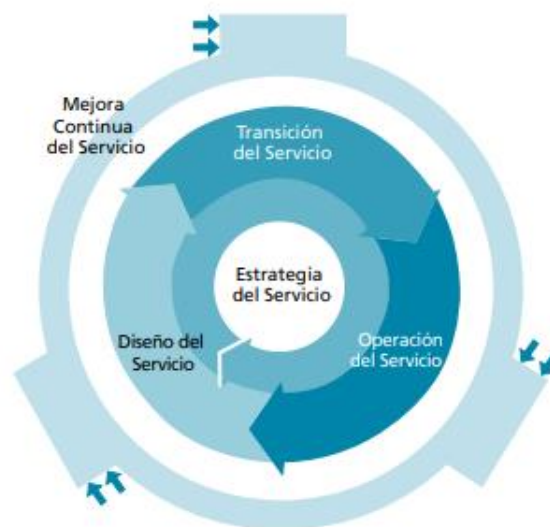 Mejora
Continua
del Servicio
Transición
del Servicio
Estrategia
del Servicio
Diseño del
Servicio
Operación
del Servicio